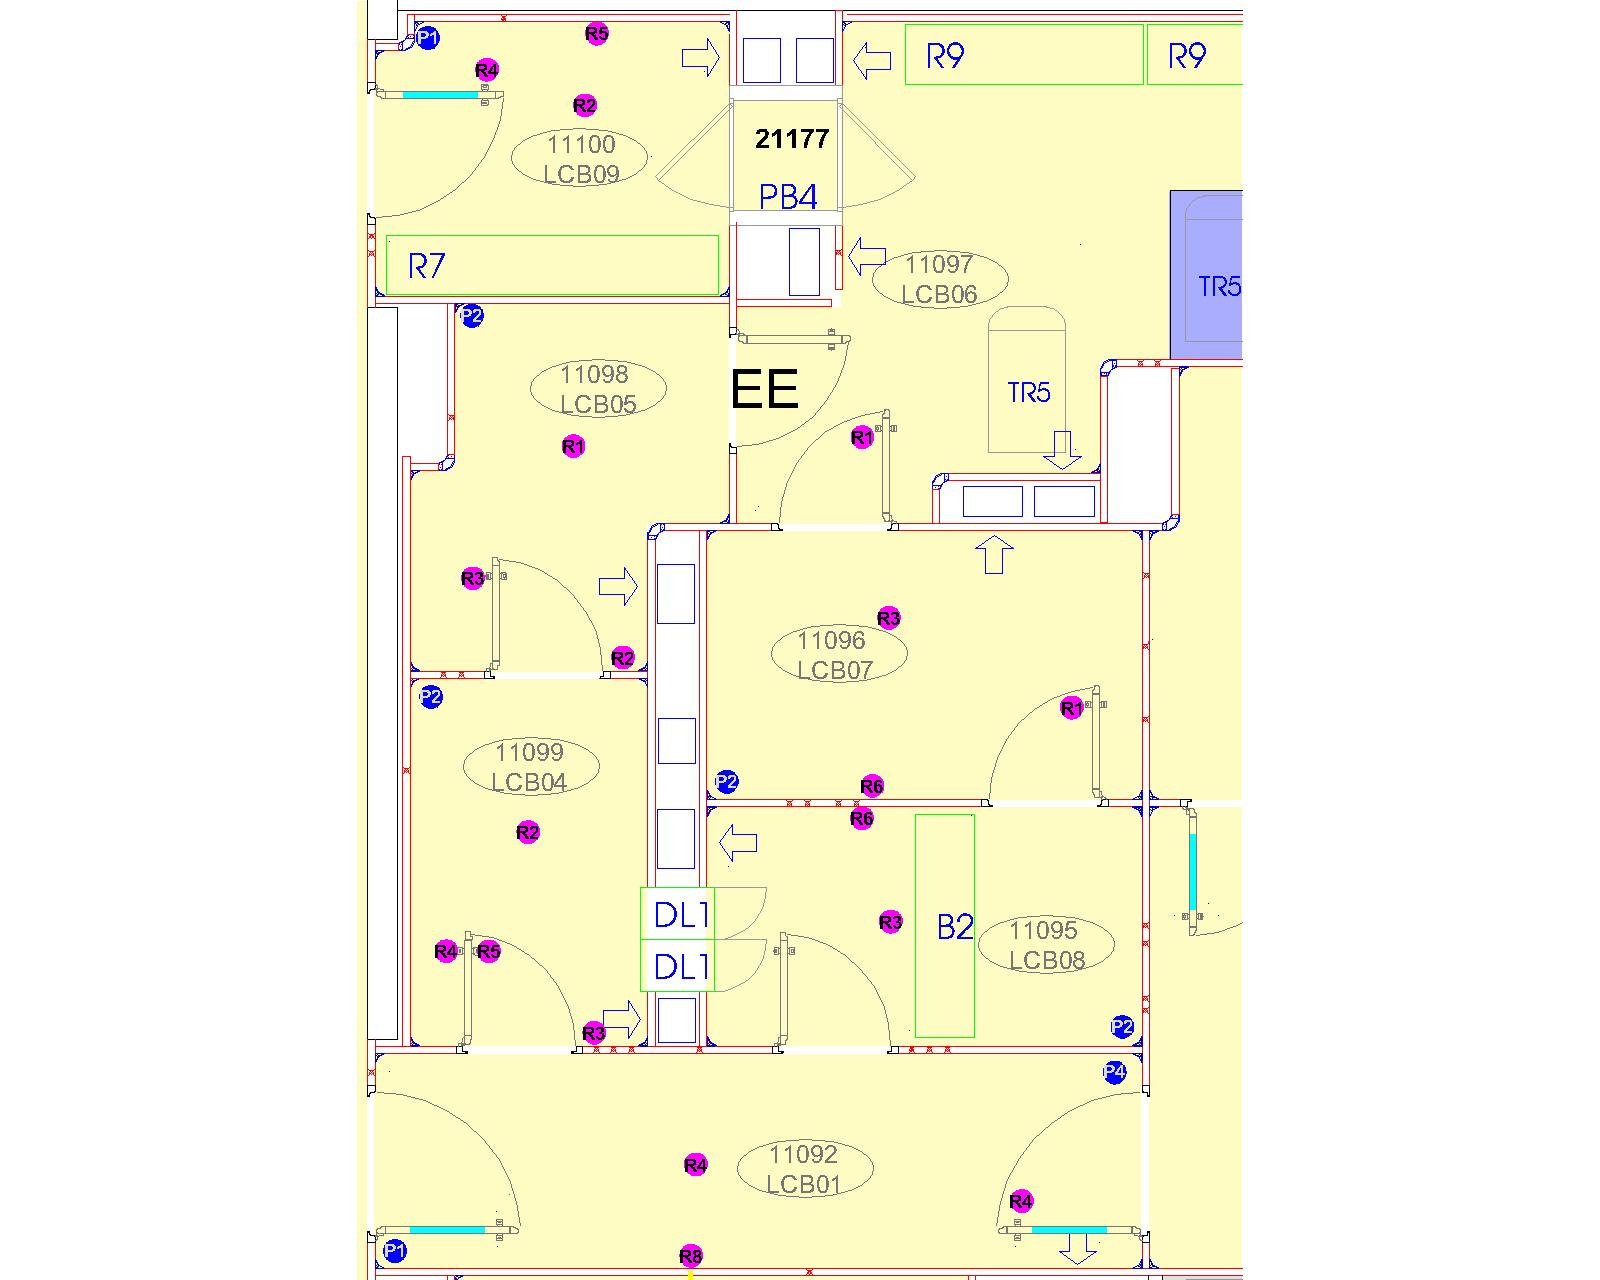 P1
R5
R9
R9
R4
R2
21177
11100
LCB09
PB4
R7
11097
LCB06
TR5
P2
11098
LCB05
EE
TR5
R1
R1
R3
R3
11096
LCB07
R2
P2
R1
11099
LCB04
P2
R6
R6
R2
DL1
R3
B2
11095
LCB08
R4
R5
DL1
R3
P2
P4
R4
11092
LCB01
R4
P1
R8